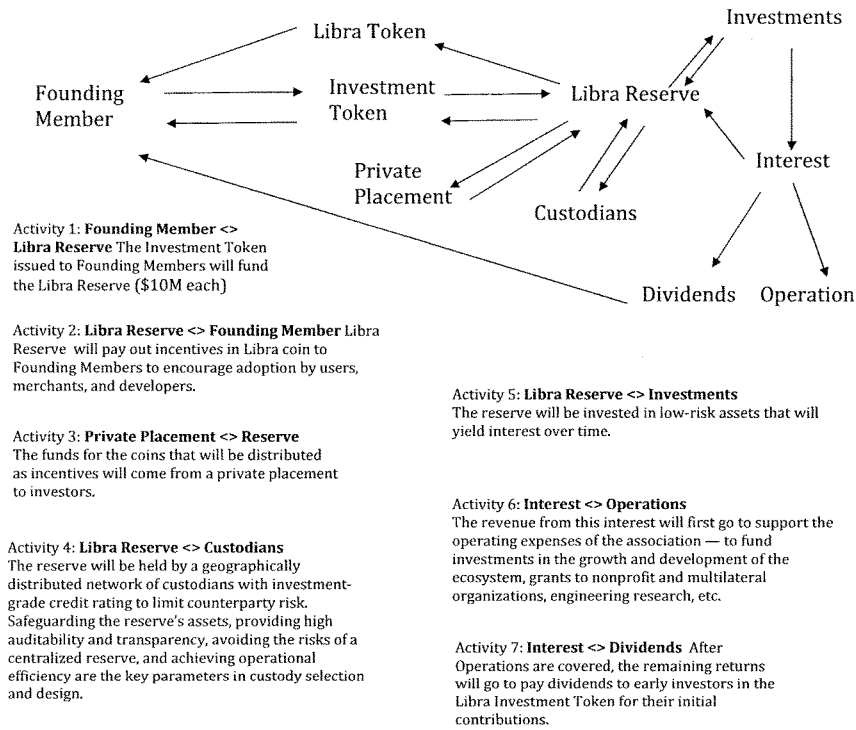 Investments
Libra Token
Founding
Member
Investment
Token
Libra Reserve
Private
Placement
Interest
Custodians
Dividends
Operation
Activity 1: Founding Member <>
Libra Reserve The Investment Token
issued to Founding Members will fund
the Libra Reserve ($10M each)
Activity 2: Libra Reserve <> Founding Member Libra
Reserve will pay out incentives in Libra coin to
Founding Members to encourage adoption by users,
merchants, and developers.
Activity 3: Private Placement <> Reserve
The funds for the coins that will be distributed
as incentives will come from a private placement
to investors.
Activity 4: Libra Reserve <> Custodians
The reserve will be held by a geographically
distributed network of custodians with investment-
grade credit rating to limit counterparty risk.
Safeguarding the reserve's assets, providing high
auditability and transparency, avoiding the risks of a
centralized reserve, and achieving operational
efficiency are the key parameters in custody selection
and design.
Activity 5: Libra Reserve <> Investments
The reserve will be invested in low-risk assets that will
yield interest over time.
Activity 6: Interest <> Operations
The revenue from this interest will first go to support the
operating expenses of the association — to fund
investments in the growth and development of the
ecosystem, grants to nonprofit and multilateral
organizations, engineering research, etc.
Activity 7: Interest <> Dividends After
Operations are covered, the remaining returns
will go to pay dividends to early investors in the
Libra Investment Token for their initial
contributions.